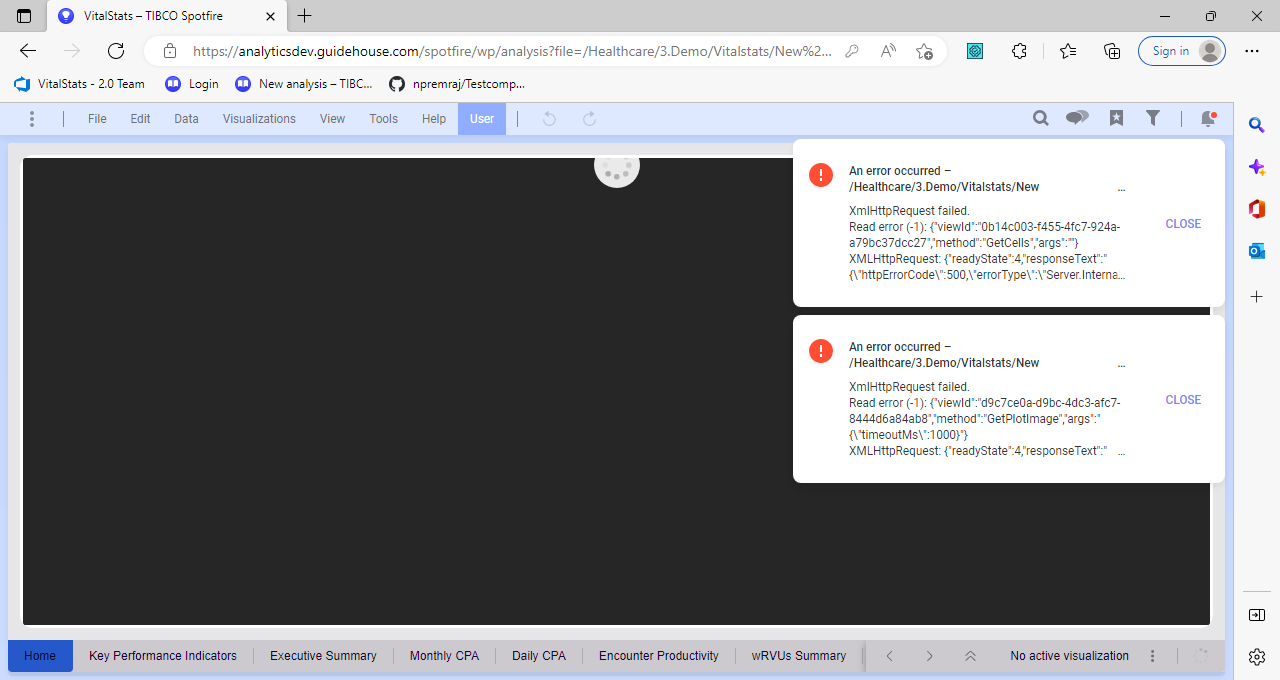 VitalStats – TIBCO Spotfire
https://analyticsdev.guidehouse.com/spotfire/wp/analysis?file=/Healthcare/3.Demo/Vitalstats/New%2...
Sign in
VitalStats - 2.0 Team
Login
New analysis – TIBC...
npremraj/Testcomp...
File
Edit
Data
Visualizations
View
Tools
Help
User
An error occurred –
/Healthcare/3.Demo/Vitalstats/New ...
XmlHttpRequest failed.
Read error (-1): {"viewId":"0b14c003-f455-4fc7-924a-
a79bc37dcc27","method":"GetCells","args":""}
XMLHttpRequest: {"readyState":4,"responseText":"
{\"httpErrorCode\":500,\"errorType\":\"Server.Interna...
CLOSE
An error occurred –
/Healthcare/3.Demo/Vitalstats/New ...
XmlHttpRequest failed.
Read error (-1): {"viewId":"d9c7ce0a-d9bc-4dc3-afc7-
8444d6a84ab8","method":"GetPlotImage","args":"
{\"timeoutMs\":1000}"}
XMLHttpRequest: {"readyState":4,"responseText":" ...
CLOSE
Home
Key Performance Indicators
Executive Summary
Monthly CPA
Daily CPA
Encounter Productivity
wRVUs Summary
No active visualization